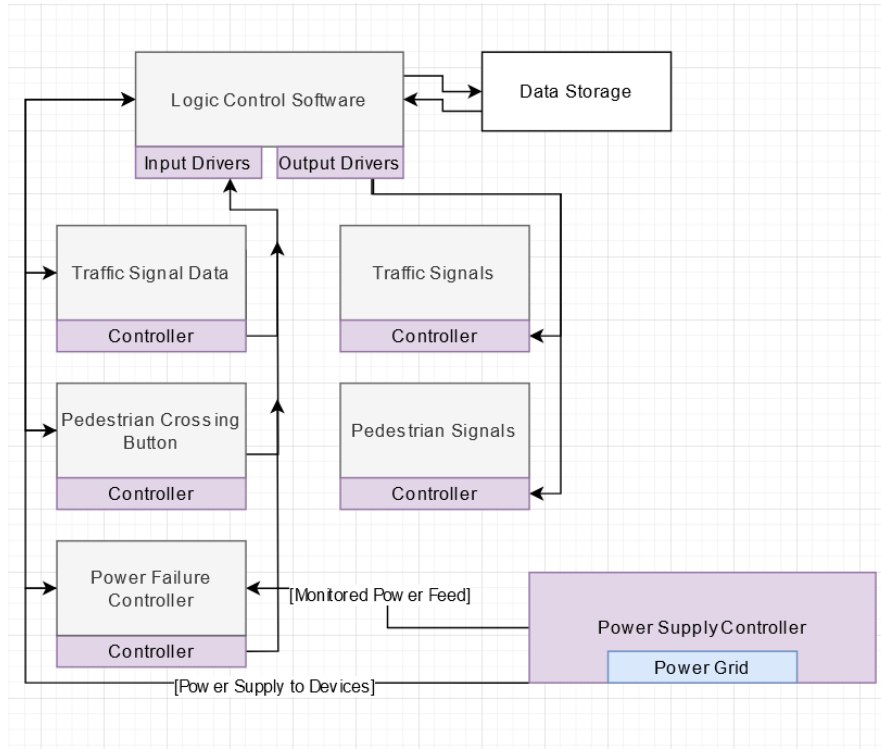 Logic Control Software
Data Storage
Input Drivers
Output Drivers
Traffic Signal Data
Controller
Traffic Signals
Controller
Pedestrian Crossing
Button
Controller
Pedestrian Signals
Controller
Power Failure
Controller
Controller
[Monitored Power Feed]
Power Supply Controller
Power Grid
[Power Supply to Devices]